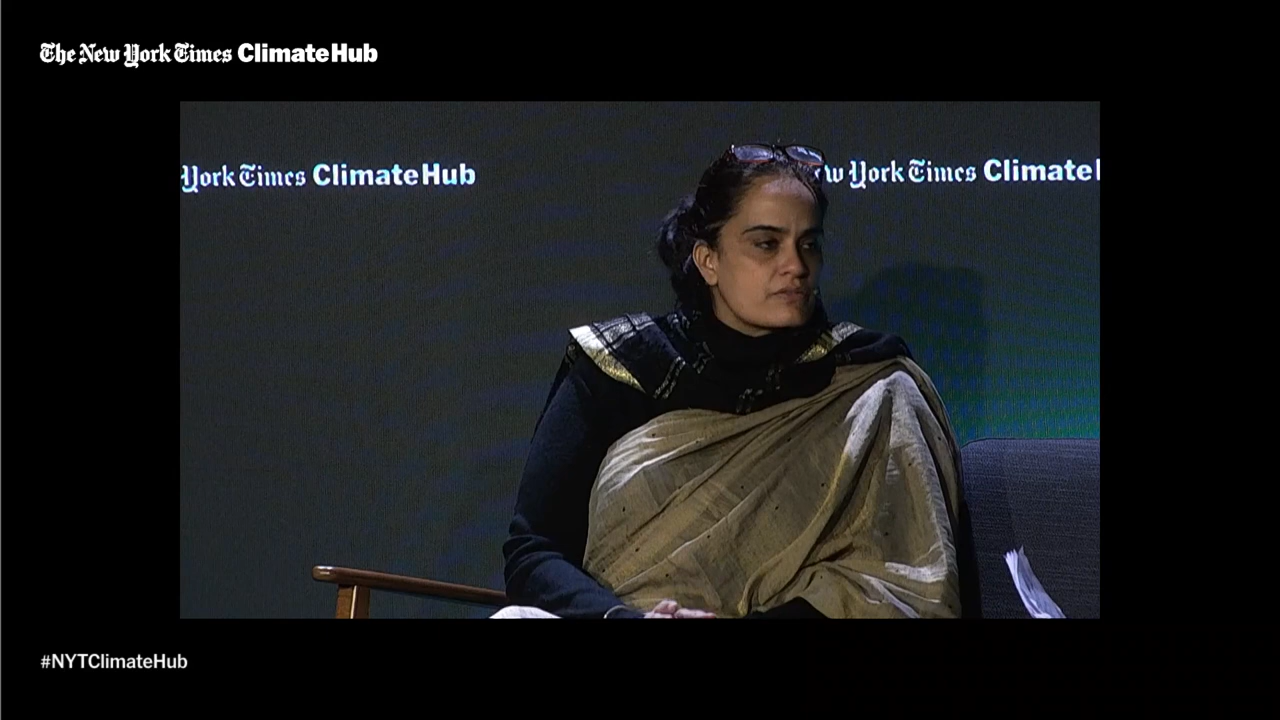 The New York Times Climate Hub
York Times Climate Hub
w York Times Climate
#NYTClimateHub